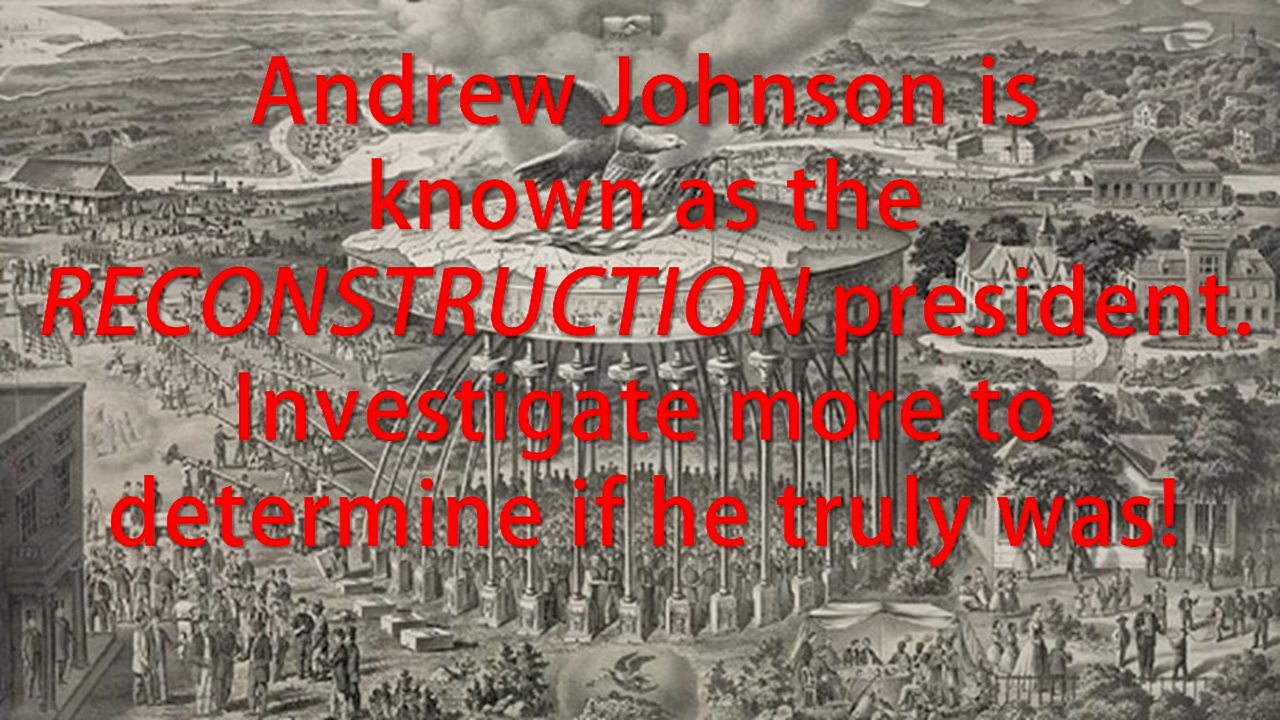 Andrew Johnson is
known as the
RECONSTRUCTION president.
Investigate more to
determine if he truly was!